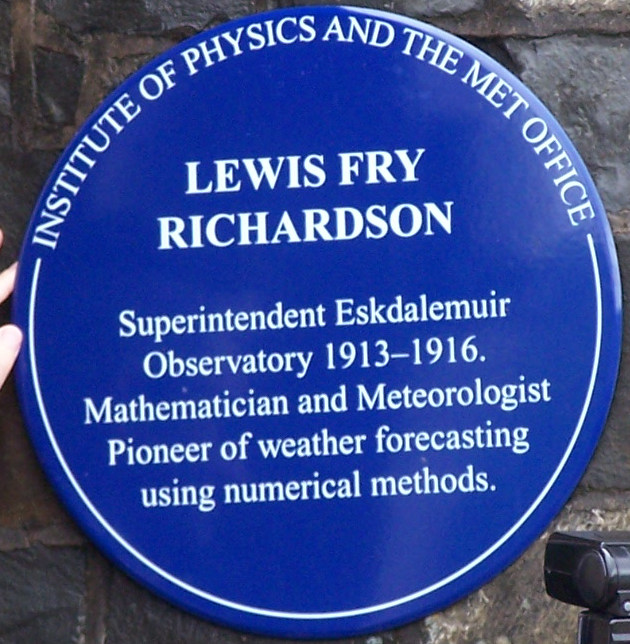 INSTITUTE OF PHYSICS AND THE MET OFFICE
LEWIS FRY
RICHARDSON
Superintendent Eskdalemuir
Observatory 1913–1916.
Mathematician and Meteorologist
Pioneer of weather forecasting
using numerical methods.